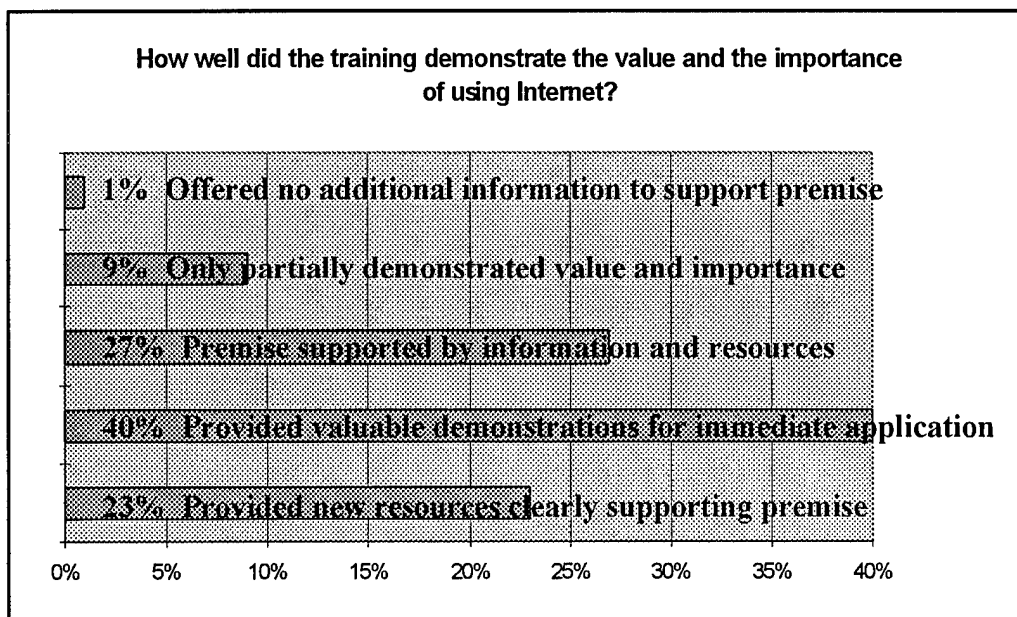 How well did the training demonstrate the value and the importance
of using Internet?
1% Offered no additional information to support premise
9% Only partially demonstrated value and importance
27% Premise supported by information and resources
40% Provided valuable demonstrations for immediate application
23% Provided new resources clearly supporting premise
0% 5% 10% 15% 20% 25% 30% 35% 40%